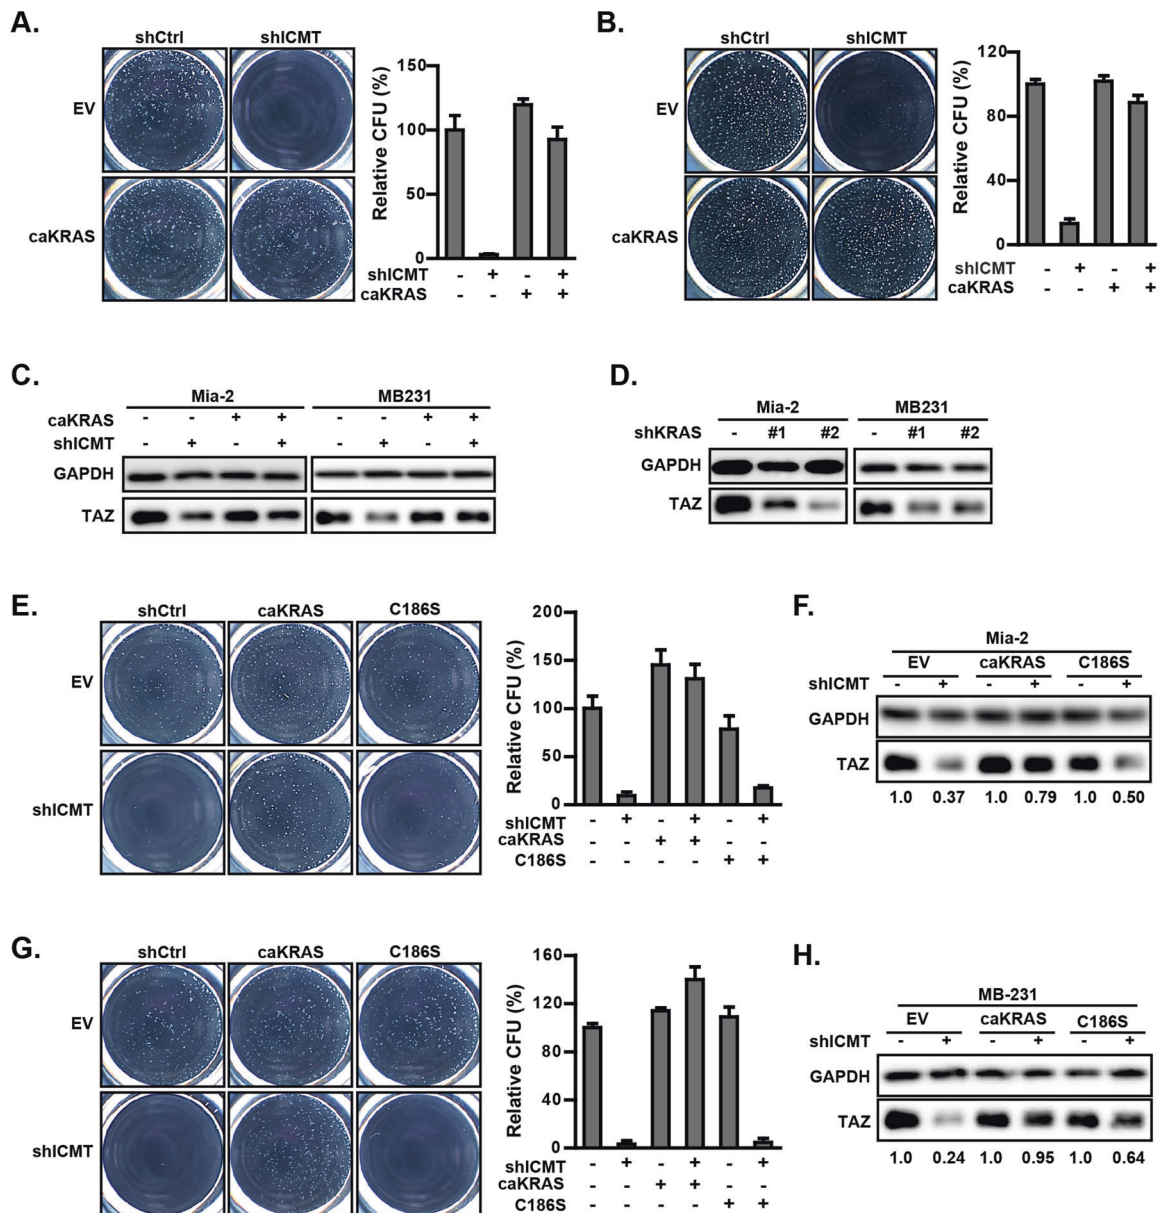 A.
shCtrl shICMT
EV
caKRAS
Relative CFU (%)
150
100
50
0
shICMT - + - +
caKRAS - - + +
B.
shCtrl shICMT
EV
caKRAS
Relative CFU (%)
120
80
40
0
shICMT - + - +
caKRAS - - + +
C.
Mia-2 MB231
caKRAS - - + + - - + +
shICMT - + - + - + - +
GAPDH
TAZ
D.
Mia-2 MB231
shKRAS - #1 #2 - #1 #2
GAPDH
TAZ
E.
shCtrl caKRAS C186S
EV
shICMT
Relative CFU (%)
200
150
100
50
0
shICMT - + - + - +
caKRAS - - + + - -
C186S - - - - + +
F.
Mia-2
EV caKRAS C186S
shICMT - + - + - +
GAPDH
TAZ
1.0 0.37 1.0 0.79 1.0 0.50
G.
shCtrl caKRAS C186S
EV
shICMT
Relative CFU (%)
160
120
80
40
0
shICMT - + - + - +
caKRAS - - + + - -
C186S - - - - + +
H.
MB-231
EV caKRAS C186S
shICMT - + - + - +
GAPDH
TAZ
1.0 0.24 1.0 0.95 1.0 0.64